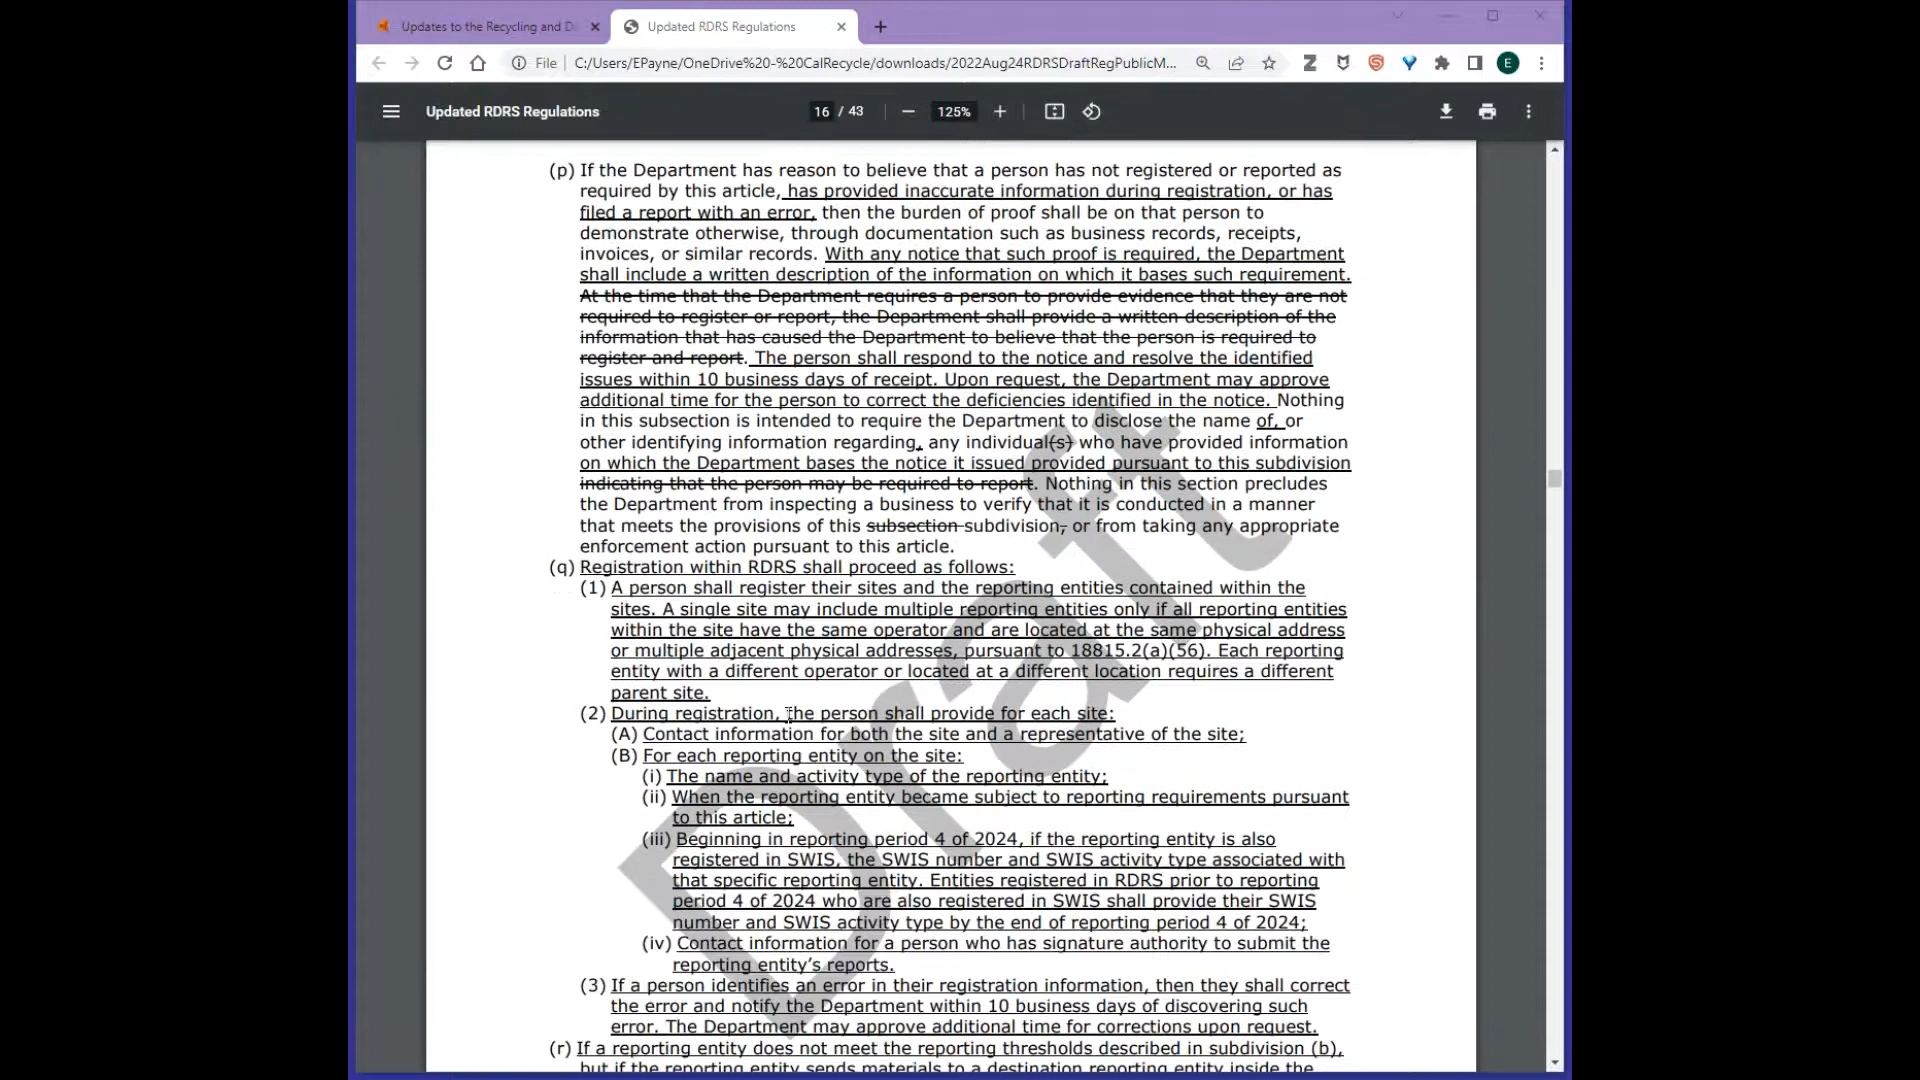 Updates to the Recycling and D
Updated RDRS Regulations
File
C:/Users/EPayne/OneDrive%20-%20CalRecycle/downloads/2022Aug24RDRSDraftRegPublicM...
E
Updated RDRS Regulations
16 / 43
125%
(p) If the Department has reason to believe that a person has not registered or reported as
required by this article, has provided inaccurate information during registration, or has
filed a report with an error, then the burden of proof shall be on that person to
demonstrate otherwise, through documentation such as business records, receipts,
invoices, or similar records. With any notice that such proof is required, the Department
shall include a written description of the information on which it bases such requirement.
At the time that the Department requires a person to provide evidence that they are not
required to register or report, the Department shall provide a written description of the
information that has caused the Department to believe that the person is required to
register and report. The person shall respond to the notice and resolve the identified
issues within 10 business days of receipt. Upon request, the Department may approve
additional time for the person to correct the deficiencies identified in the notice. Nothing
in this subsection is intended to require the Department to disclose the name of, or
other identifying information regarding, any individual(s) who have provided information
on which the Department bases the notice it issued provided pursuant to this subdivision
indicating that the person may be required to report. Nothing in this section precludes
the Department from inspecting a business to verify that it is conducted in a manner
that meets the provisions of this subsection subdivision, or from taking any appropriate
enforcement action pursuant to this article.
(q) Registration within RDRS shall proceed as follows:
(1) A person shall register their sites and the reporting entities contained within the
sites. A single site may include multiple reporting entities only if all reporting entities
within the site have the same operator and are located at the same physical address
or multiple adjacent physical addresses, pursuant to 18815.2(a)(56). Each reporting
entity with a different operator or located at a different location requires a different
parent site.
(2) During registration, the person shall provide for each site:
(A) Contact information for both the site and a representative of the site;
(B) For each reporting entity on the site:
(i) The name and activity type of the reporting entity;
(ii) When the reporting entity became subject to reporting requirements pursuant
to this article;
(iii) Beginning in reporting period 4 of 2024, if the reporting entity is also
registered in SWIS, the SWIS number and SWIS activity type associated with
that specific reporting entity. Entities registered in RDRS prior to reporting
period 4 of 2024 who are also registered in SWIS shall provide their SWIS
number and SWIS activity type by the end of reporting period 4 of 2024;
(iv) Contact information for a person who has signature authority to submit the
reporting entity's reports.
(3) If a person identifies an error in their registration information, then they shall correct
the error and notify the Department within 10 business days of discovering such
error. The Department may approve additional time for corrections upon request.
(r) If a reporting entity does not meet the reporting thresholds described in subdivision (b),
but if the reporting entity sends materials to a destination reporting entity inside the
Draft